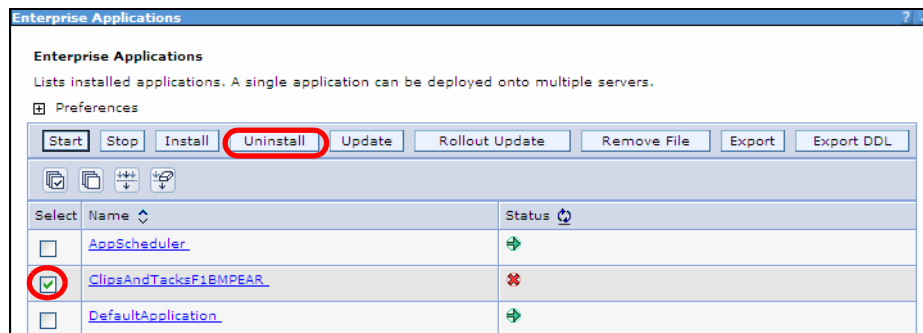 Enterprise Applications ?
Enterprise Applications
Lists installed applications. A single application can be deployed onto multiple servers.
Preferences
Start Stop Install Uninstall Update Rollout Update Remove File Export Export DDL
Select Name Status
AppScheduler
ClipsAndTacksF1BMPEAR
DefaultApplication